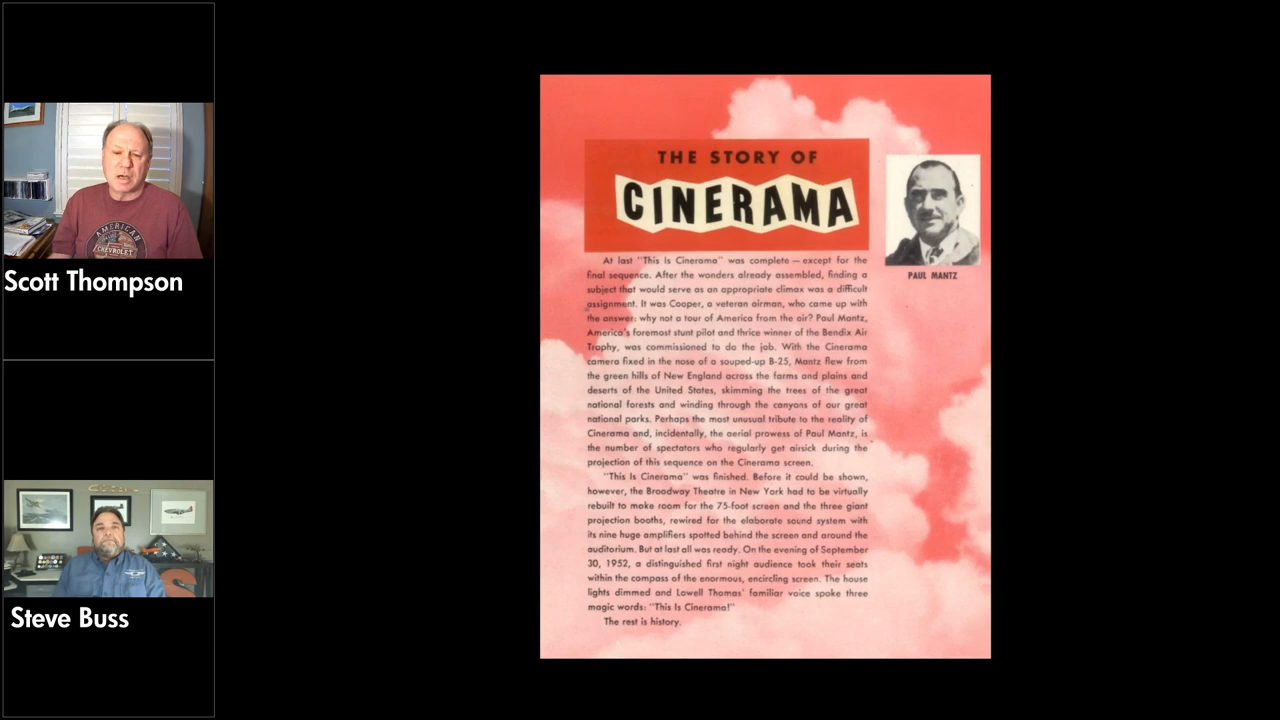 AMERICAN
CHEVROLET
Scott Thompson
Steve Buss
THE STORY OF
CINERAMA
PAUL MANTZ
At last "This Is Cinerama" was complete — except for the
final sequence. After the wonders already assembled, finding a
subject that would serve as an appropriate climax was a difficult
assignment. It was Cooper, a veteran airman, who came up with
the answer: why not a tour of America from the air? Paul Mantz,
America's foremost stunt pilot and thrice winner of the Bendix Air
Trophy, was commissioned to do the job. With the Cinerama
camera fixed in the nose of a souped-up B-25, Mantz flew from
the green hills of New England across the farms and plains and
deserts of the United States, skimming the trees of the great
national forests and winding through the canyons of our great
national parks. Perhaps the most unusual tribute to the reality of
Cinerama and, incidentally, the aerial prowess of Paul Mantz, is
the number of spectators who regularly get airsick during the
projection of this sequence on the Cinerama screen.
"This Is Cinerama" was finished. Before it could be shown,
however, the Broadway Theatre in New York had to be virtually
rebuilt to make room for the 75-foot screen and the three giant
projection booths, rewired for the elaborate sound system with
its nine huge amplifiers spotted behind the screen and around the
auditorium. But at last all was ready. On the evening of September
30, 1952, a distinguished first night audience took their seats
within the compass of the enormous, encircling screen. The house
lights dimmed and Lowell Thomas' familiar voice spoke three
magic words: "This Is Cinerama!"
The rest is history.